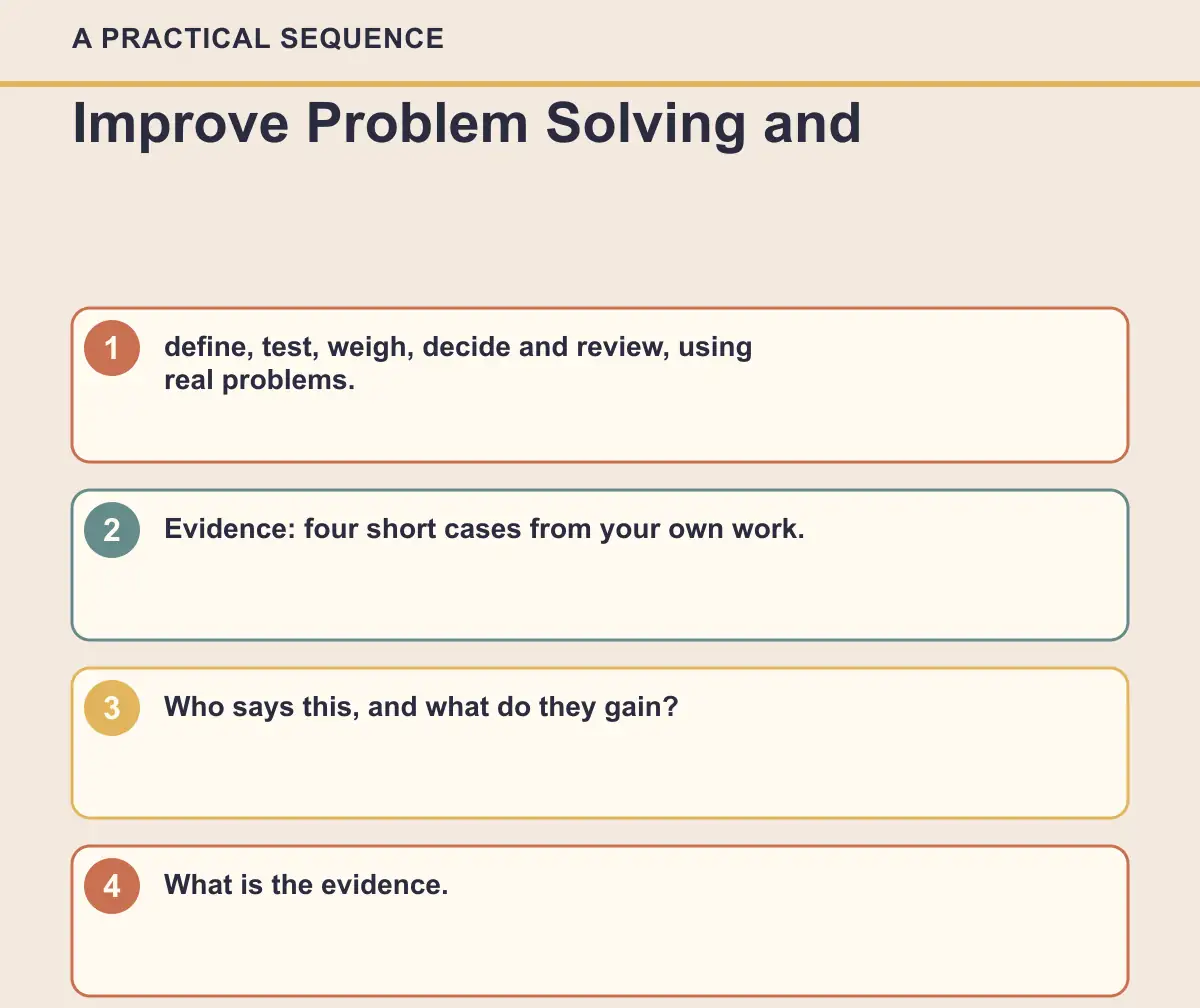 A PRACTICAL SEQUENCE
Improve Problem Solving and
1
define, test, weigh, decide and review, using
real problems.
2
Evidence: four short cases from your own work.
3
Who says this, and what do they gain?
4
What is the evidence.